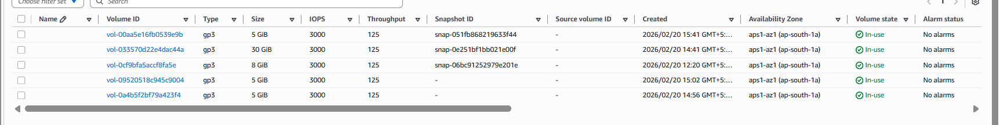 Choose filter set Search 1
Name Volume ID Type Size IOPS Throughput Snapshot ID Source volume ID Created Availability Zone Volume state Alarm status
vol-00aa5e16fb0539e9b gp3 5 GiB 3000 125 snap-051fb868219633f44 - 2026/02/20 15:41 GMT+5:... aps1-az1 (ap-south-1a) In-use No alarms
vol-033570d22e4dac44a gp3 30 GiB 3000 125 snap-0e251bf1bb021e00f - 2026/02/20 14:41 GMT+5:... aps1-az1 (ap-south-1a) In-use No alarms
vol-0cf9bfa5accf8fa5e gp3 8 GiB 3000 125 snap-06bc91252979e201e - 2026/02/20 12:20 GMT+5:... aps1-az1 (ap-south-1a) In-use No alarms
vol-09520518c945c9004 gp3 5 GiB 3000 125 - - 2026/02/20 15:02 GMT+5:... aps1-az1 (ap-south-1a) In-use No alarms
vol-0a4b5f2bf79a423f4 gp3 5 GiB 3000 125 - - 2026/02/20 14:56 GMT+5:... aps1-az1 (ap-south-1a) In-use No alarms